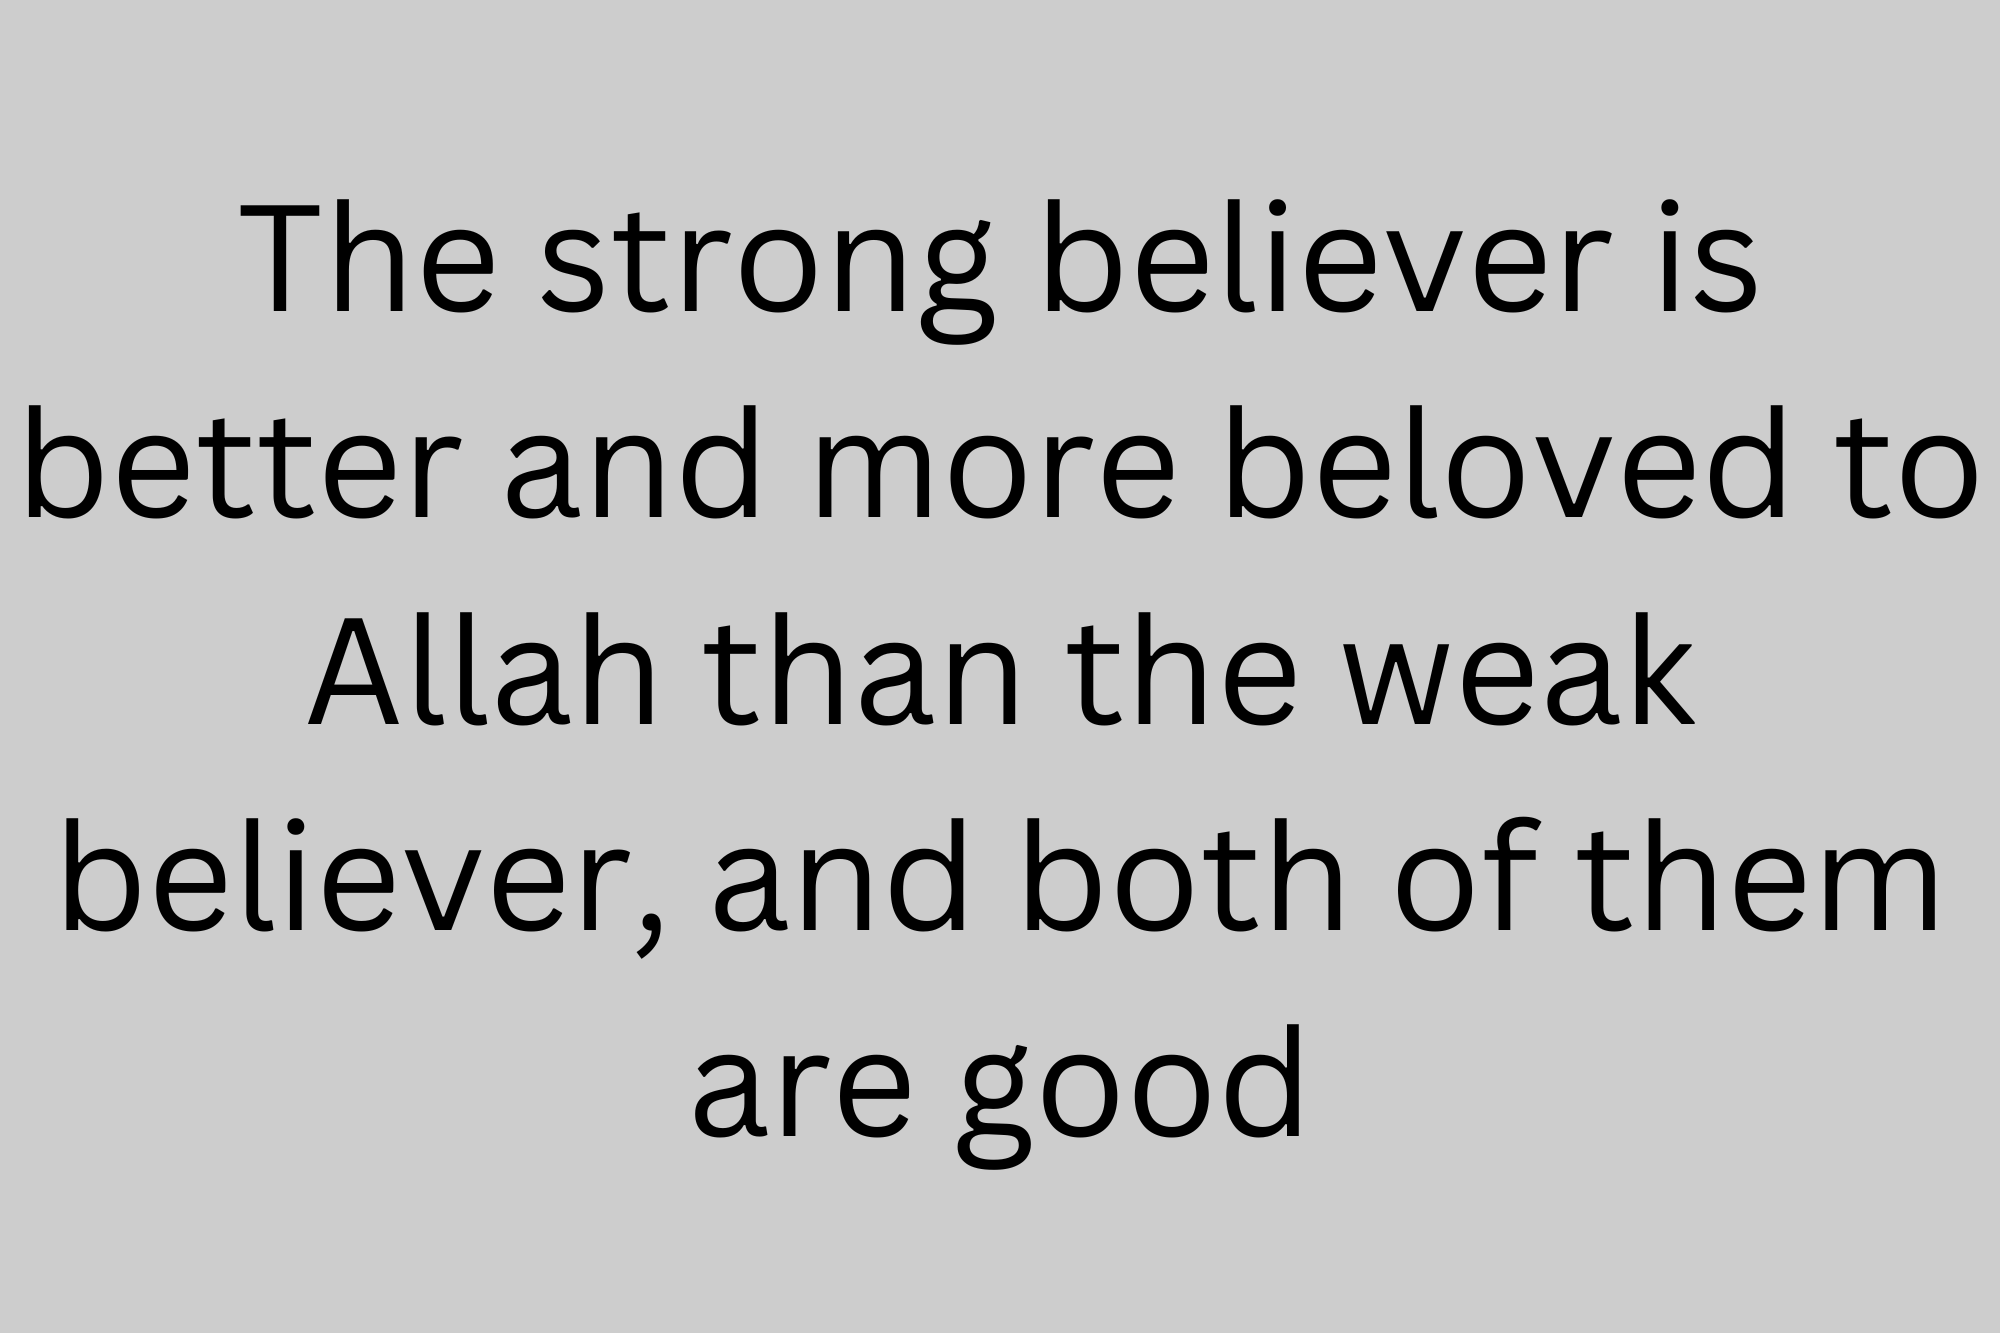 The strong believer is
better and more beloved to
Allah than the weak
believer, and both of them
are good